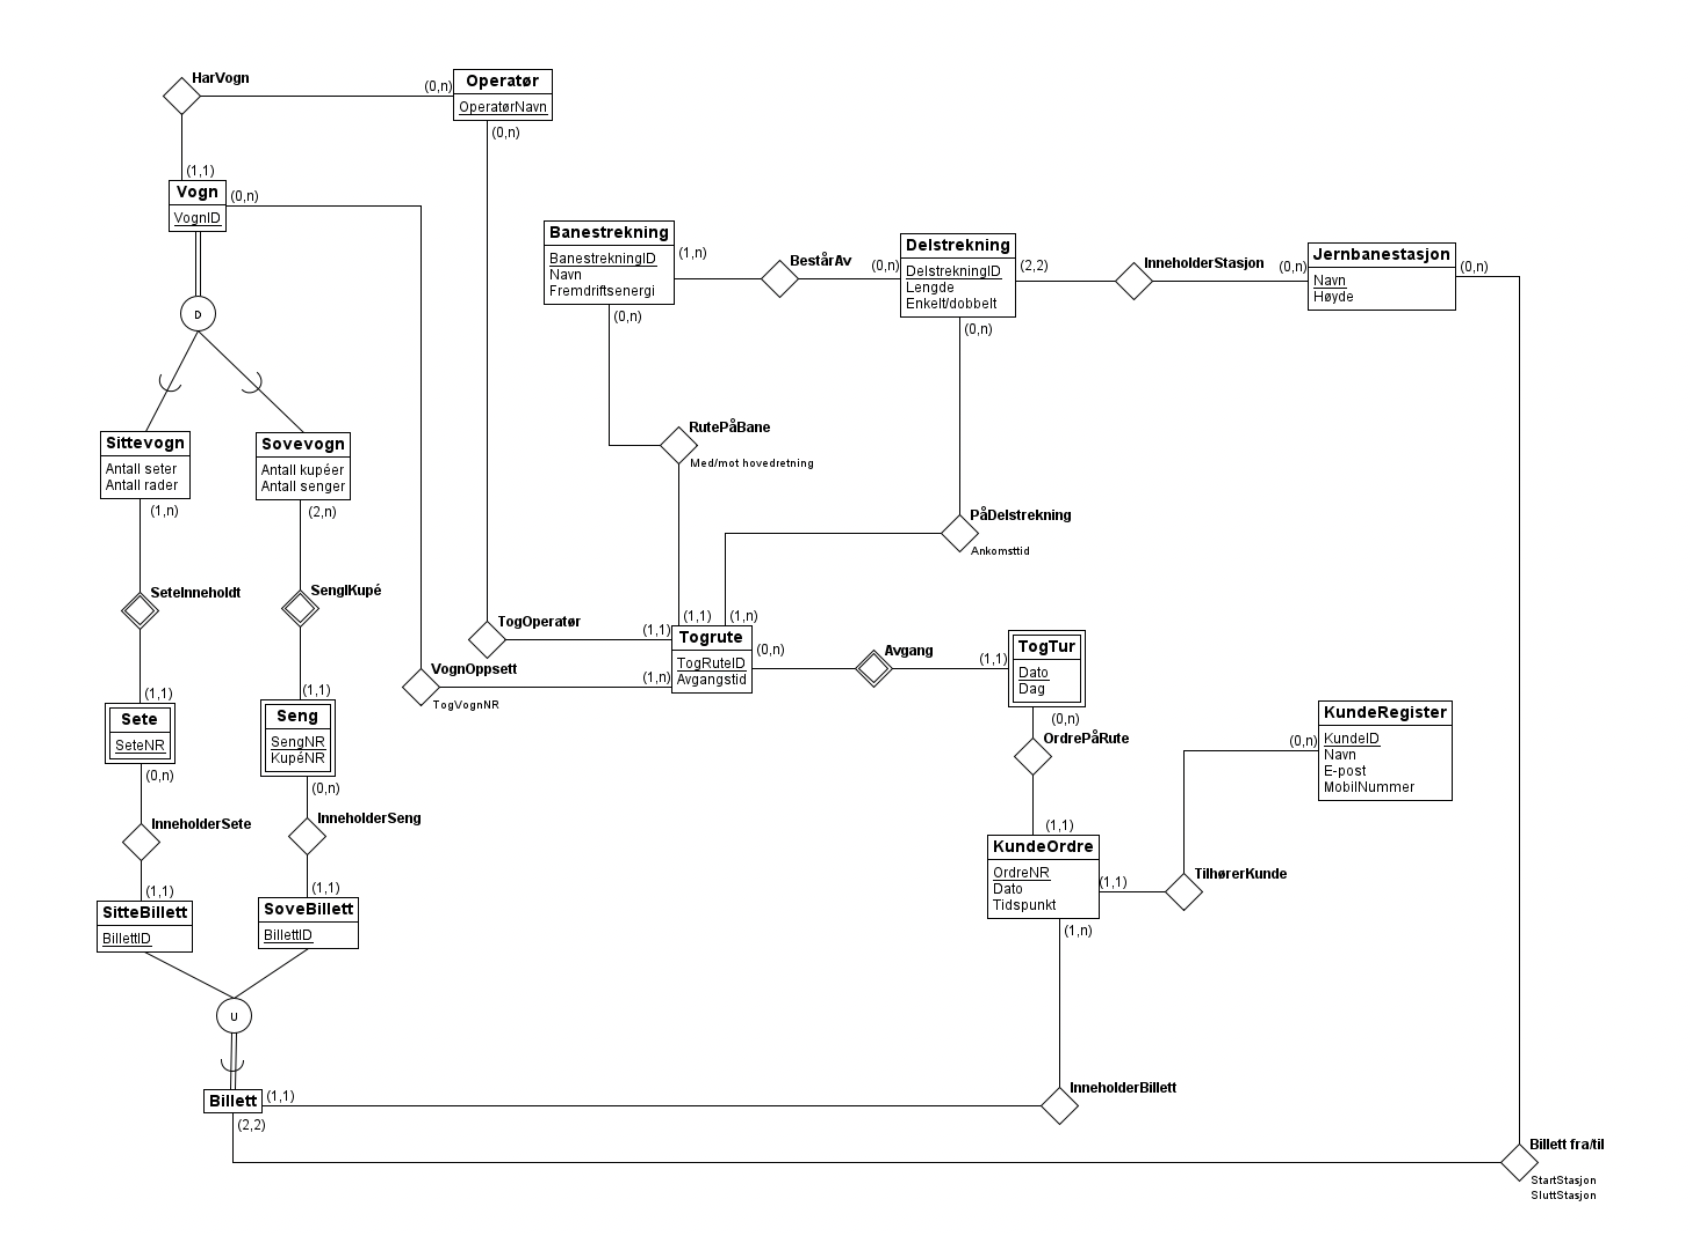 HarVogn
(0,n)
Operatør
OperatørNavn
(0,n)
(1,1)
Vogn
VognID
(0,n)
D
Banestrekning
BanestrekningID
Navn
Fremdriftsenergi
(1,n)
(0,n)
BestårAv
(0,n)
Delstrekning
DelstrekningID
Lengde
Enkelt/dobbelt
(2,2)
(0,n)
InneholderStasjon
(0,n)
Jernbanestasjon
Navn
Høyde
(0,n)
Sittevogn
Antall seter
Antall rader
(1,n)
Sovevogn
Antall kupéer
Antall senger
(2,n)
RutePåBane
Med/mot hovedretning
PåDelstrekning
Ankomsttid
SeteInneholdt
SengIKupé
TogOperatør
(1,1)
(1,1)
(1,n)
Togrute
TogRuteID
Avgangstid
(0,n)
VognOppsett
TogVognNR
(1,n)
Avgang
(1,1)
TogTur
Dato
Dag
(0,n)
(1,1)
Sete
SeteNR
(0,n)
(1,1)
Seng
SengNR
KupéNR
(0,n)
OrdrePåRute
(1,1)
KundeRegister
KundeID
Navn
E-post
MobilNummer
(0,n)
InneholderSete
(1,1)
InneholderSeng
(1,1)
KundeOrdre
OrdreNR
Dato
Tidspunkt
(1,1)
(1,n)
TilhørerKunde
SitteBillett
BillettID
SoveBillett
BillettID
U
Billett
(1,1)
(2,2)
InneholderBillett
Billett fra/til
StartStasjon
SluttStasjon